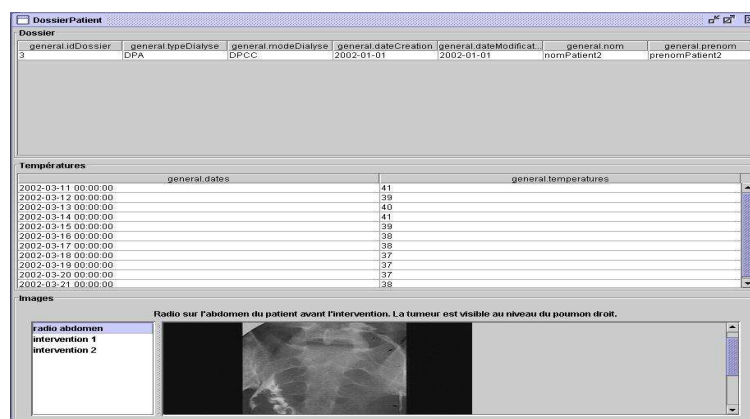 DossierPatient
Dossier
general.idDossier general.typeDialyse general.modeDialyse general.dateCreation general.dateModificat... general.nom general.prenom
3 DPA DPCC 2002-01-01 2002-01-01 nomPatient2 prenomPatient2
Températures
general.dates general.temperatures
2002-03-11 00:00:00 41
2002-03-12 00:00:00 39
2002-03-13 00:00:00 40
2002-03-14 00:00:00 41
2002-03-15 00:00:00 39
2002-03-16 00:00:00 38
2002-03-17 00:00:00 38
2002-03-18 00:00:00 37
2002-03-19 00:00:00 37
2002-03-20 00:00:00 37
2002-03-21 00:00:00 38
Images
Radio sur l'abdomen du patient avant l'intervention. La tumeur est visible au niveau du poumon droit.
radio abdomen
intervention 1
intervention 2